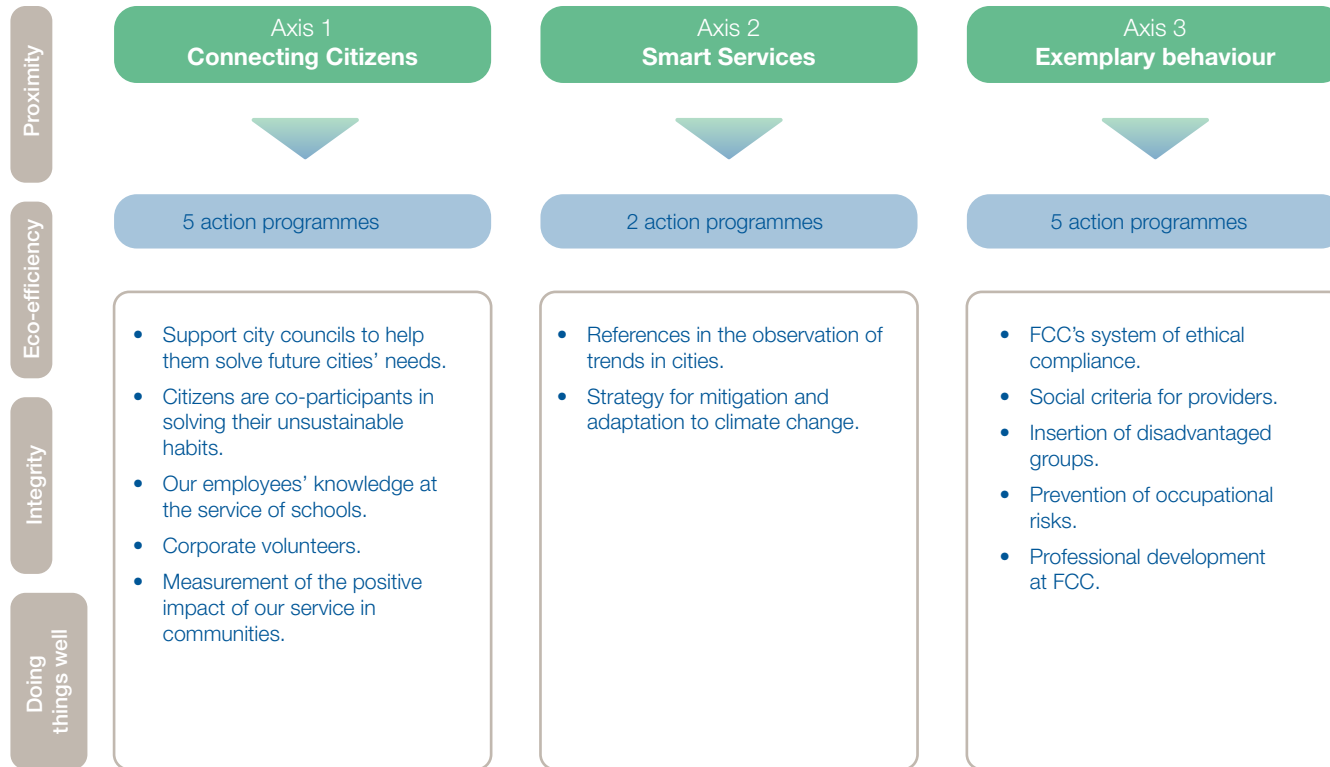 Proximity
Eco-efficiency
Integrity
Doing
things well
Axis 1
Connecting Citizens
5 action programmes
• Support city councils to help
them solve future cities’ needs.
• Citizens are co-participants in
solving their unsustainable
habits.
• Our employees’ knowledge at
the service of schools.
• Corporate volunteers.
• Measurement of the positive
impact of our service in
communities.
Axis 2
Smart Services
2 action programmes
• References in the observation of
trends in cities.
• Strategy for mitigation and
adaptation to climate change.
Axis 3
Exemplary behaviour
5 action programmes
• FCC’s system of ethical
compliance.
• Social criteria for providers.
• Insertion of disadvantaged
groups.
• Prevention of occupational
risks.
• Professional development
at FCC.